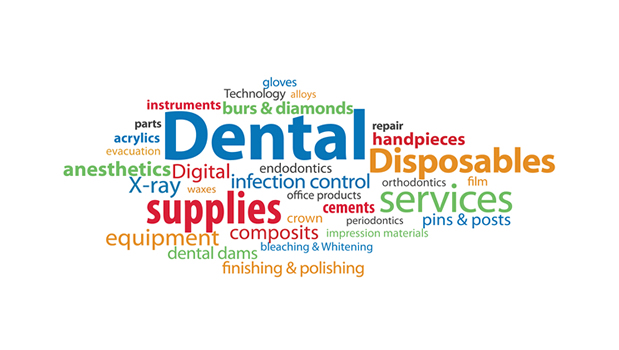 gloves
Technology alloys
instruments burs & diamonds
parts Dental repair
acrylics handpieces
evacuation Disposables
anesthetics Digital endodontics
X-ray waxes infection control orthodontics film
supplies office products services
crown cements periodontics pins & posts
equipment composits impression materials
dental dams bleaching & Whitening
finishing & polishing